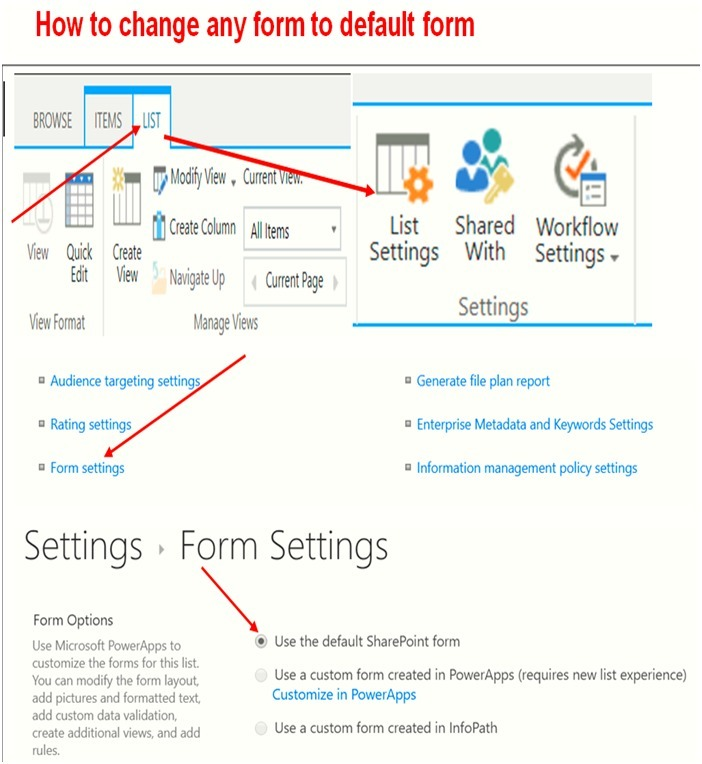 How to change any form to default form
BROWSE ITEMS LIST
Modify View Current View:
Create Column All Items
Navigate Up Current Page
View Quick Edit Create View
View Format Manage Views
List Settings
Shared With
Workflow Settings
Settings
Audience targeting settings
Generate file plan report
Rating settings
Enterprise Metadata and Keywords Settings
Form settings
Information management policy settings
Settings Form Settings
Form Options
Use Microsoft PowerApps to
customize the forms for this list.
You can modify the form layout,
add pictures and formatted text,
add custom data validation,
create additional views, and add
rules.
Use the default SharePoint form
Use a custom form created in PowerApps (requires new list experience)
Customize in PowerApps
Use a custom form created in InfoPath